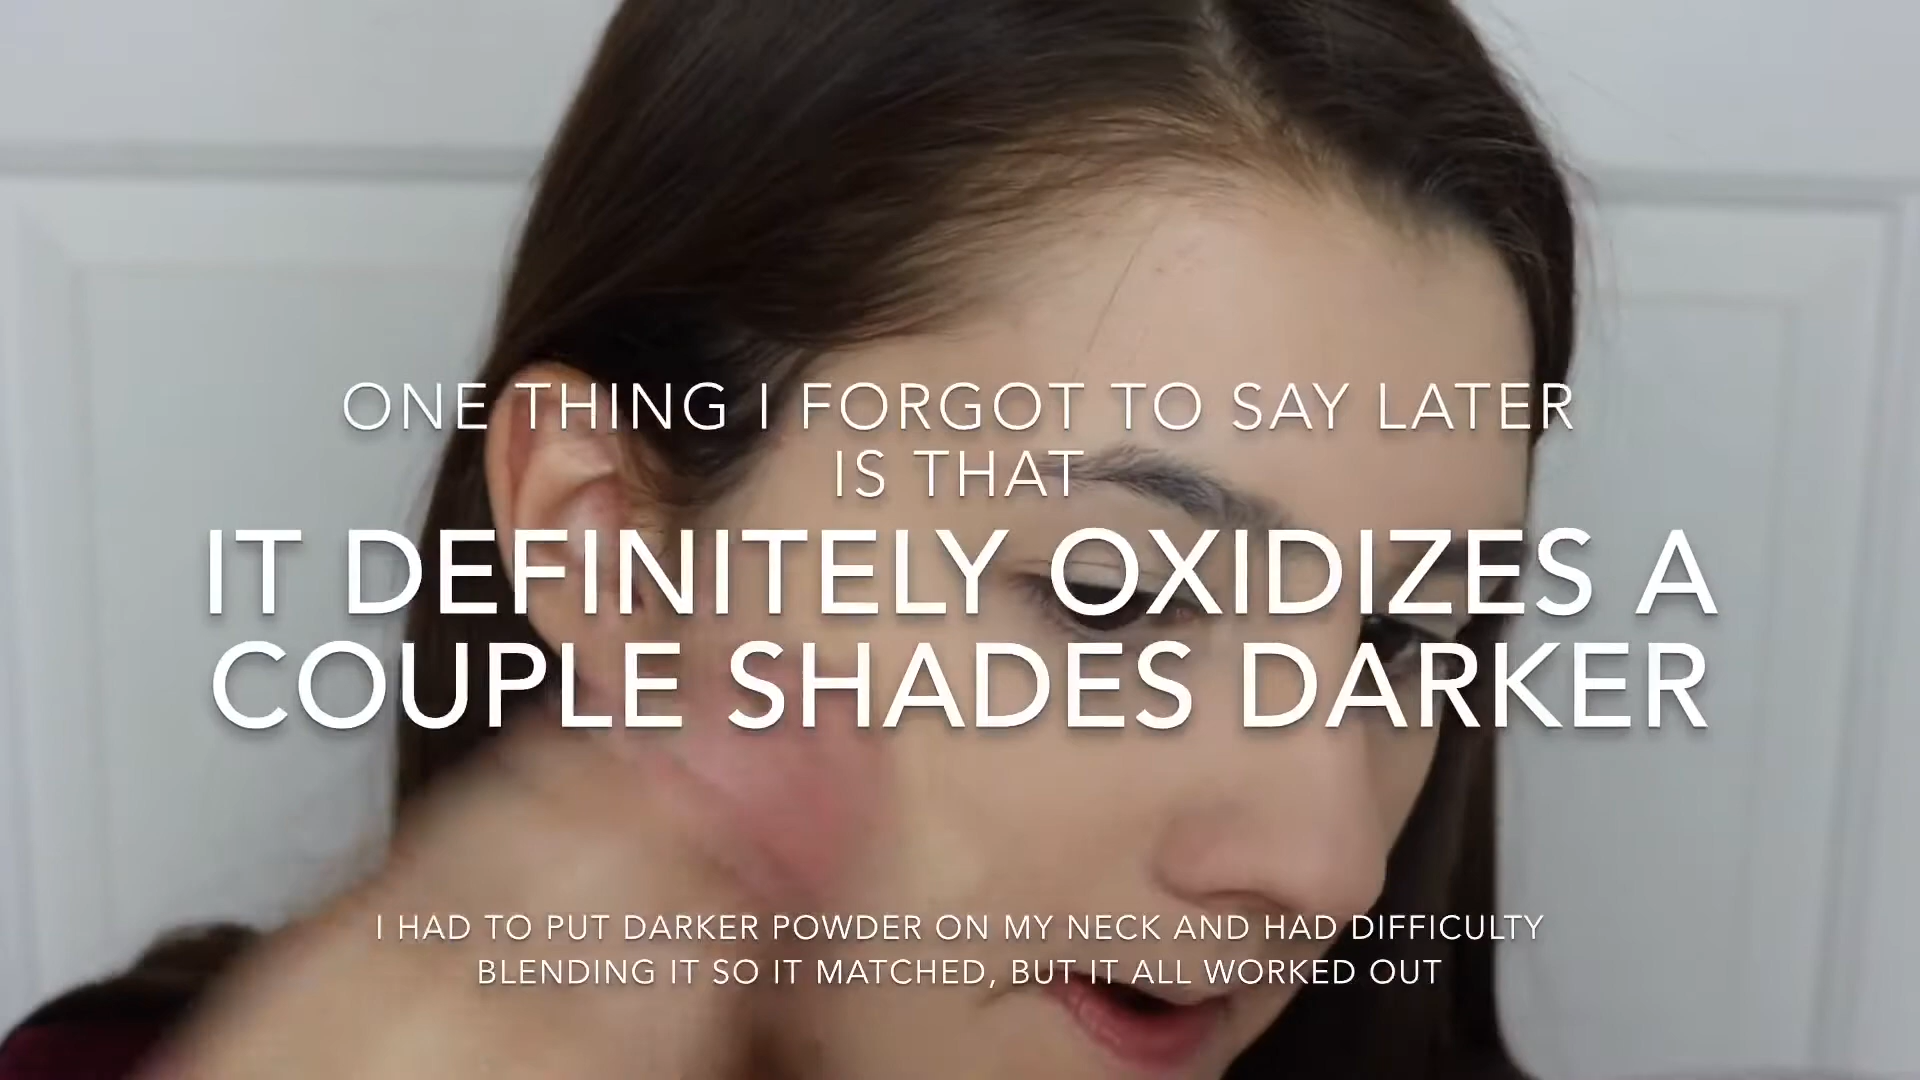 ONE THING I FORGOT TO SAY LATER
IS THAT
IT DEFINITELY OXIDIZES A
COUPLE SHADES DARKER
I HAD TO PUT DARKER POWDER ON MY NECK AND HAD DIFFICULTY
BLENDING IT SO IT MATCHED, BUT IT ALL WORKED OUT